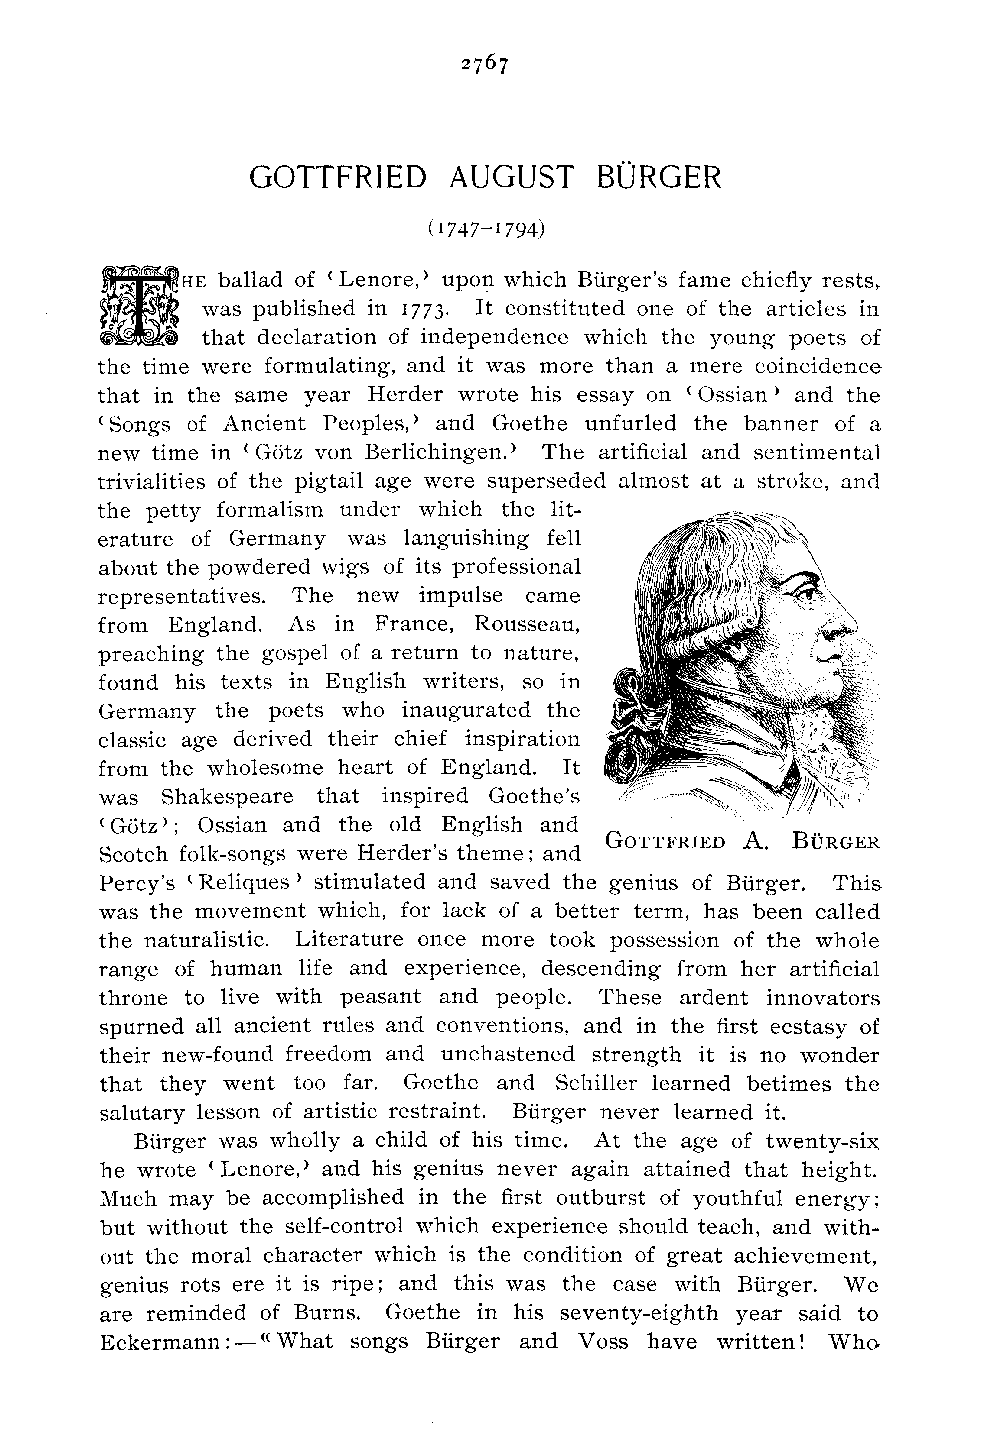 2767
GOTTFRIED AUGUST BÜRGER
(1747–1794)
THE ballad of ‘Lenore,’ upon which Bürger's fame chiefly rests,
was published in 1773. It constituted one of the articles in
that declaration of independence which the young poets of
the time were formulating, and it was more than a mere coincidence
that in the same year Herder wrote his essay on ‘Ossian’ and the
‘Songs of Ancient Peoples,’ and Goethe unfurled the banner of a
new time in ‘Götz von Berlichingen.’ The artificial and sentimental
trivialities of the pigtail age were superseded almost at a stroke, and
the petty formalism under which the lit-
erature of Germany was languishing fell
about the powdered wigs of its professional
representatives. The new impulse came
from England. As in France, Rousseau,
preaching the gospel of a return to nature,
found his texts in English writers, so in
Germany the poets who inaugurated the
classic age derived their chief inspiration
from the wholesome heart of England. It
was Shakespeare that inspired Goethe's
‘Götz’; Ossian and the old English and
Scotch folk-songs were Herder's theme; and
GOTTFRIED A. BÜRGER
Percy's ‘Reliques’ stimulated and saved the genius of Bürger. This
was the movement which, for lack of a better term, has been called
the naturalistic. Literature once more took possession of the whole
range of human life and experience, descending from her artificial
throne to live with peasant and people. These ardent innovators
spurned all ancient rules and conventions, and in the first ecstasy of
their new-found freedom and unchastened strength it is no wonder
that they went too far. Goethe and Schiller learned betimes the
salutary lesson of artistic restraint. Bürger never learned it.
Bürger was wholly a child of his time. At the age of twenty-six
he wrote ‘Lenore,’ and his genius never again attained that height.
Much may be accomplished in the first outburst of youthful energy;
but without the self-control which experience should teach, and with-
out the moral character which is the condition of great achievement,
genius rots ere it is ripe; and this was the case with Bürger. We
are reminded of Burns. Goethe in his seventy-eighth year said to
Eckermann:—“What songs Bürger and Voss have written! Who